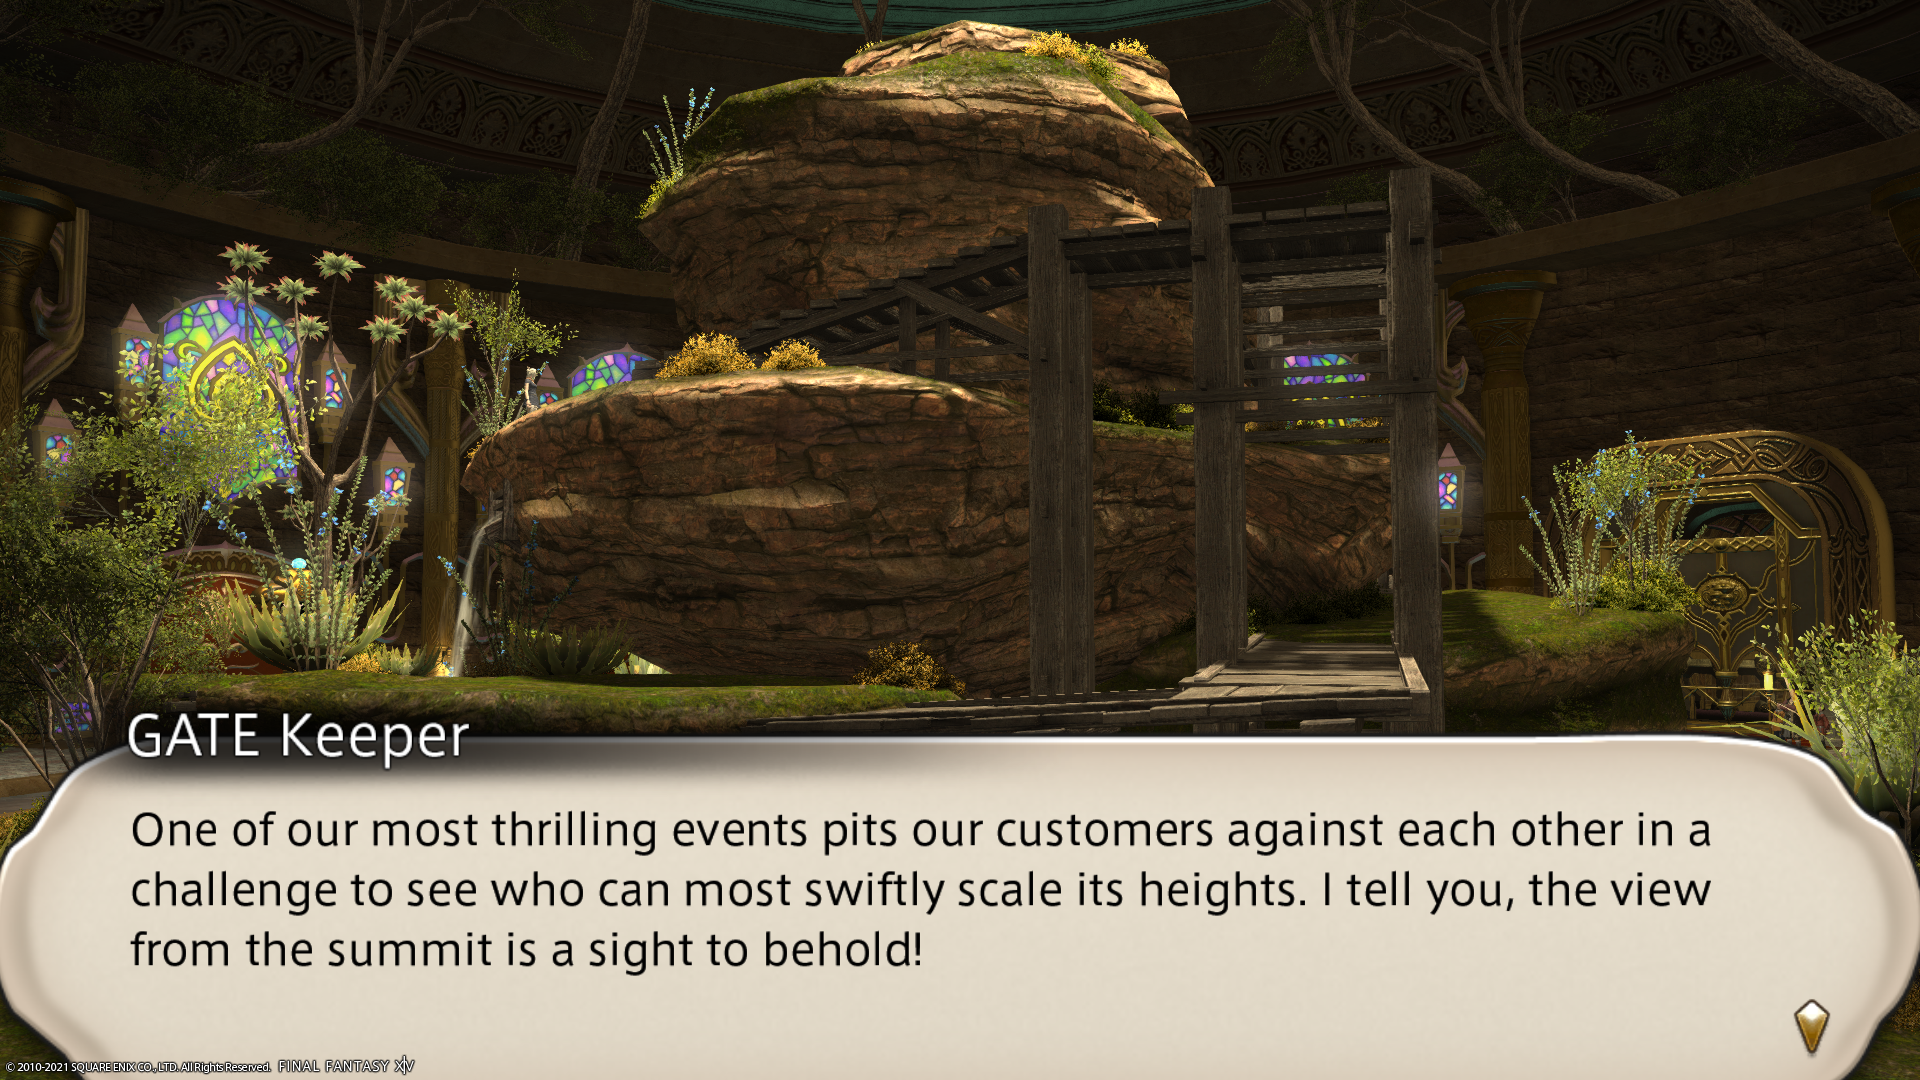 GATE Keeper
One of our most thrilling events pits our customers against each other in a
challenge to see who can most swiftly scale its heights. I tell you, the view
from the summit is a sight to behold!
© 2010-2021 SQUARE ENIX CO., LTD. All Rights Reserved. FINAL FANTASY XIV